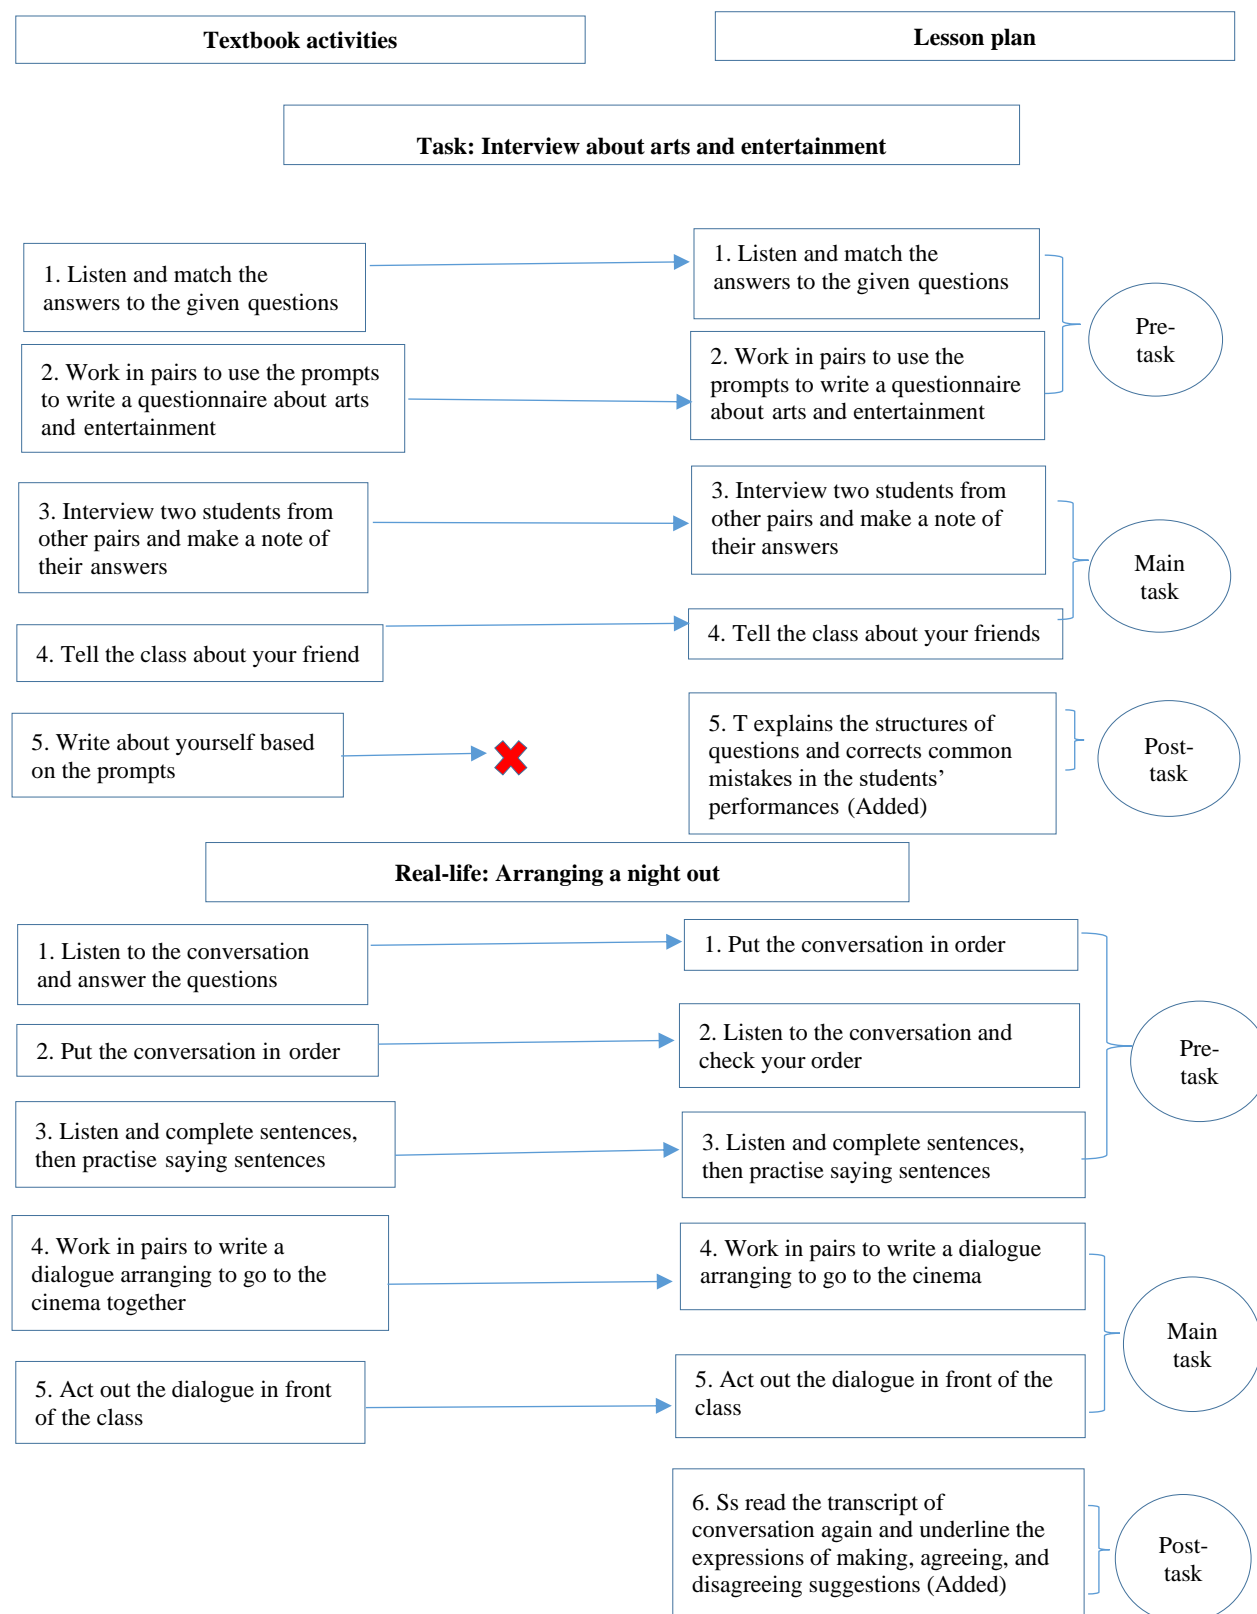 Textbook activities
Lesson plan
Task: Interview about arts and entertainment
1. Listen and match the
answers to the given questions
1. Listen and match the
answers to the given questions
Pre-
task
2. Work in pairs to use the prompts
to write a questionnaire about arts
and entertainment
2. Work in pairs to use the
prompts to write a questionnaire
about arts and entertainment
3. Interview two students from
other pairs and make a note of
their answers
3. Interview two students from
other pairs and make a note of
their answers
Main
task
4. Tell the class about your friend
4. Tell the class about your friends
5. Write about yourself based
on the prompts
5. T explains the structures of
questions and corrects common
mistakes in the students’
performances (Added)
Post-
task
Real-life: Arranging a night out
1. Listen to the conversation
and answer the questions
1. Put the conversation in order
2. Put the conversation in order
2. Listen to the conversation and
check your order
Pre-
task
3. Listen and complete sentences,
then practise saying sentences
3. Listen and complete sentences,
then practise saying sentences
4. Work in pairs to write a
dialogue arranging to go to the
cinema together
4. Work in pairs to write a dialogue
arranging to go to the cinema
Main
task
5. Act out the dialogue in front
of the class
5. Act out the dialogue in front of the
class
6. Ss read the transcript of
conversation again and underline the
expressions of making, agreeing, and
disagreeing suggestions (Added)
Post-
task